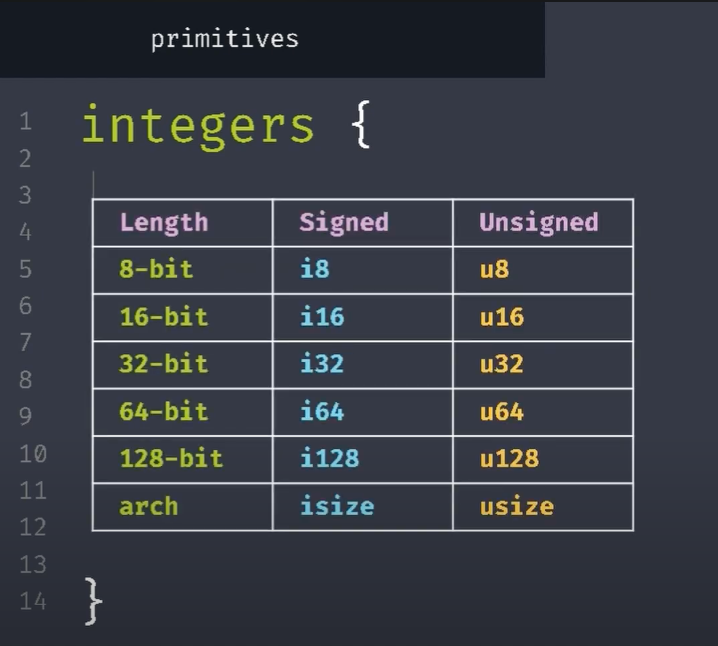 primitives
1 integers {
2
3
4 Length Signed Unsigned
5 8-bit i8 u8
6 16-bit i16 u16
7 32-bit i32 u32
8
9 64-bit i64 u64
10 128-bit i128 u128
11
12 arch isize usize
13
14 }